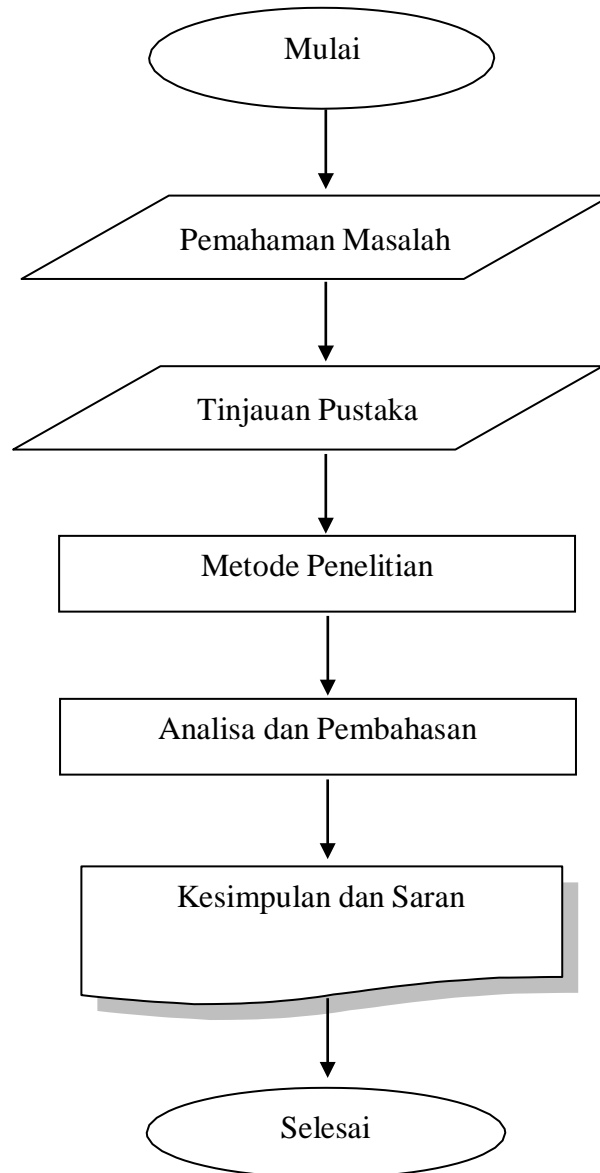 Mulai
Pemahaman Masalah
Tinjauan Pustaka
Metode Penelitian
Analisa dan Pembahasan
Kesimpulan dan Saran
Selesai